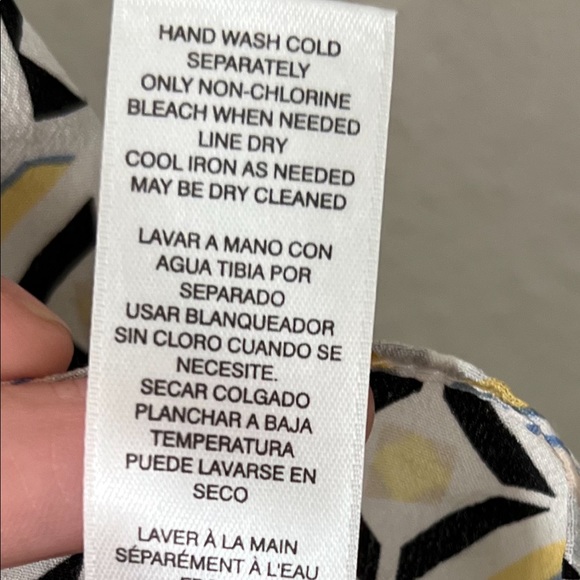 HAND WASH COLD
SEPARATELY
ONLY NON-CHLORINE
BLEACH WHEN NEEDED
LINE DRY
COOL IRON AS NEEDED
MAY BE DRY CLEANED
LAVAR A MANO CON
AGUA TIBIA POR
SEPARADO
USAR BLANQUEADOR
SIN CLORO CUANDO SE
NECESITE.
SECAR COLGADO
PLANCHAR A BAJA
TEMPERATURA
PUEDE LAVARSE EN
SECO
LAVER À LA MAIN
SÉPARÉMENT À L'EAU